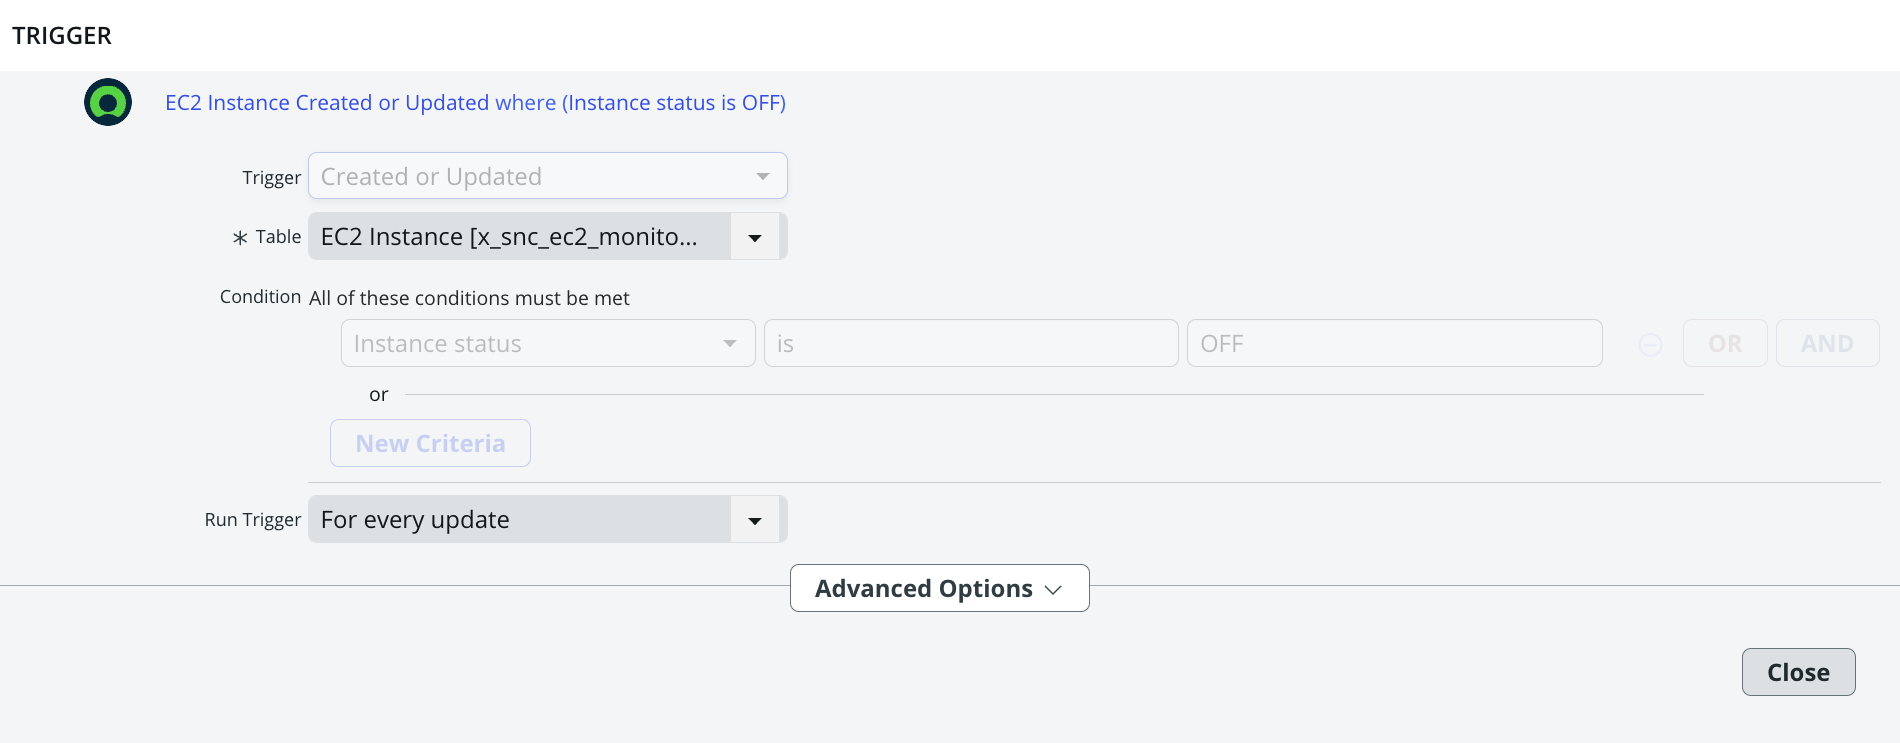 TRIGGER
EC2 Instance Created or Updated where (Instance status is OFF)
Trigger Created or Updated
* Table EC2 Instance [x_snc_ec2_monito...
Condition All of these conditions must be met
Instance status is OFF OR AND
or
New Criteria
Run Trigger For every update
Advanced Options
Close